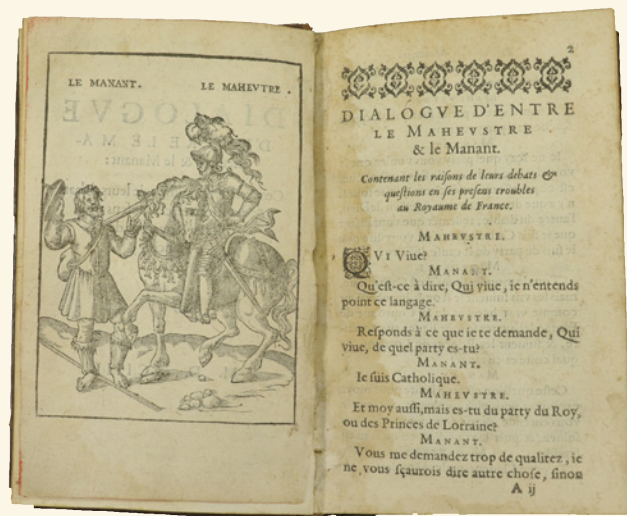 LE MANANT. LE MAHEVTRE.
2
DIALOGVE D'ENTRE
LE MAHEVSTRE
& le Manant.
Contenant les raisons de leurs debats &
questions en ses presens troubles
au Royaume de France.
MAHEVSTRE.
QVI Viue?
MANANT.
Qu'est-ce à dire, Qui viue, ie n'entends
point ce langage.
MAHEVSTRE.
Responds à ce que ie te demande, Qui
viue, de quel party es-tu?
MANANT.
Ie suis Catholique.
MAHEVSTRE.
Et moy aussi, mais es-tu du party du Roy,
ou des Princes de Lorraine?
MANANT.
Vous me demandez trop de qualitez, ie
ne vous sçaurois dire autre chose, sinon
A ij